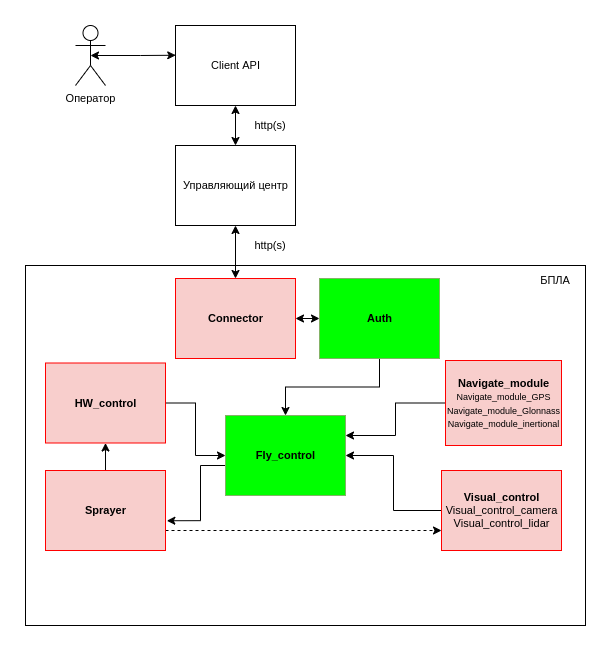 Оператор
Client API
http(s)
Управляющий центр
http(s)
БПЛА
Connector
Auth
HW_control
Navigate_module
Navigate_module_GPS
Navigate_module_Glonnass
Navigate_module_inertional
Fly_control
Sprayer
Visual_control
Visual_control_camera
Visual_control_lidar